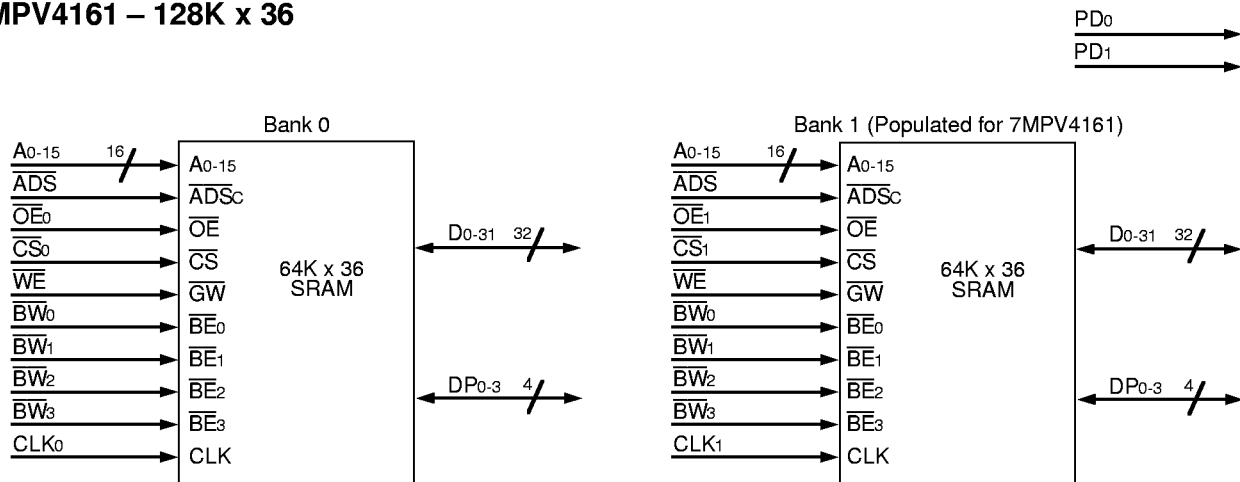 MPV4161 – 128K x 36
PD0
PD1
Bank 0
A0-15 16 A0-15
ADS ADSC
OE0 OE
CS0 CS
WE GW
BW0 BE0
BW1 BE1
BW2 BE2
BW3 BE3
CLK0 CLK
64K x 36
SRAM
D0-31 32
DP0-3 4
Bank 1 (Populated for 7MPV4161)
A0-15 16 A0-15
ADS ADSC
OE1 OE
CS1 CS
WE GW
BW0 BE0
BW1 BE1
BW2 BE2
BW3 BE3
CLK1 CLK
64K x 36
SRAM
D0-31 32
DP0-3 4